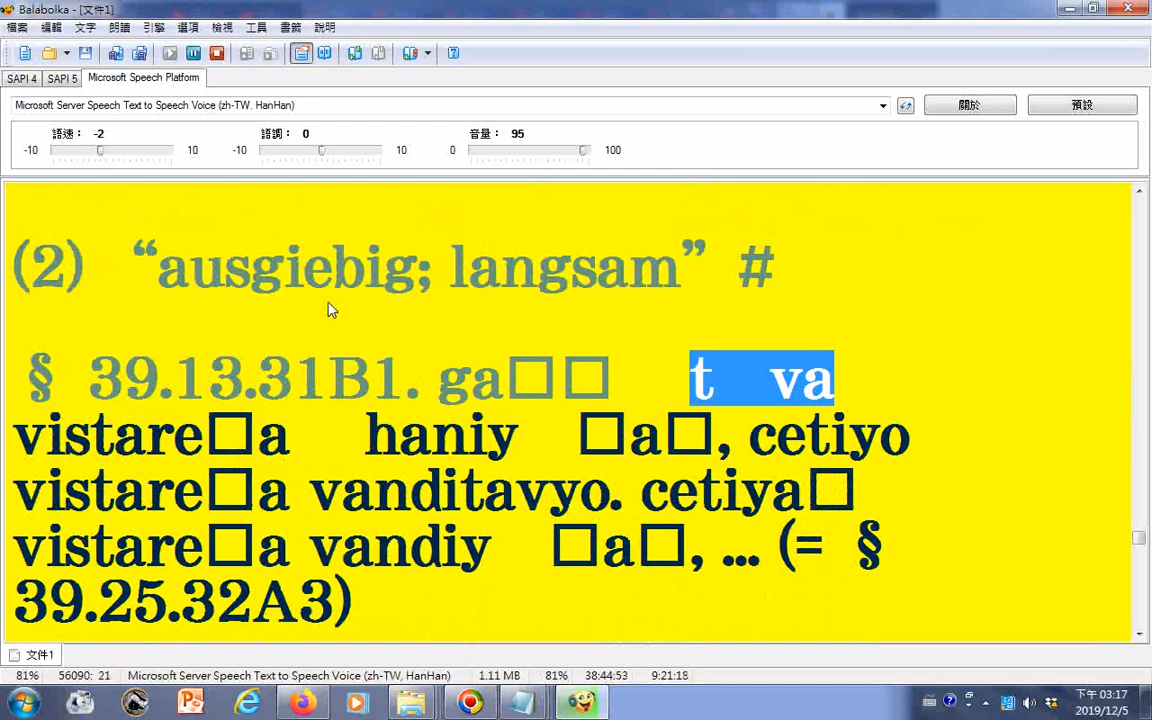 Balabolka - [文件1]
檔案 編輯 文字 朗讀 引擎 選項 檢視 工具 書籤 說明
SAPI 4 SAPI 5 Microsoft Speech Platform
Microsoft Server Speech Text to Speech Voice (zh-TW, HanHan)
關於 預設
語速： -2 語調： 0 音量： 95
-10 10 -10 10 0 100
(2) “ausgiebig; langsam” #
§ 39.13.31B1. ga□□ t va
vistare□a haniy □a□, cetiyo
vistare□a vanditavyo. cetiya□
vistare□a vandiy □a□, ... (= §
39.25.32A3)
文件1
81% 56090: 21 Microsoft Server Speech Text to Speech Voice (zh-TW, HanHan) 1.11 MB 81% 38:44:53 9:21:18
下午 03:17
2019/12/5